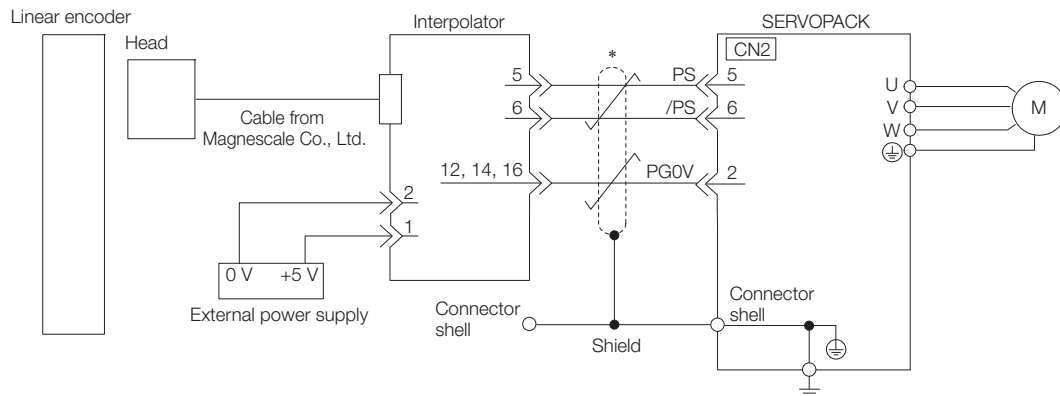 Linear encoder
Head
Interpolator
SERVOPACK
CN2
*
5
PS
5
6
/PS
6
Cable from
Magnescale Co., Ltd.
12, 14, 16
PG0V
2
U
V
W
M
2
1
0 V
+5 V
External power supply
Connector
shell
Shield
Connector
shell